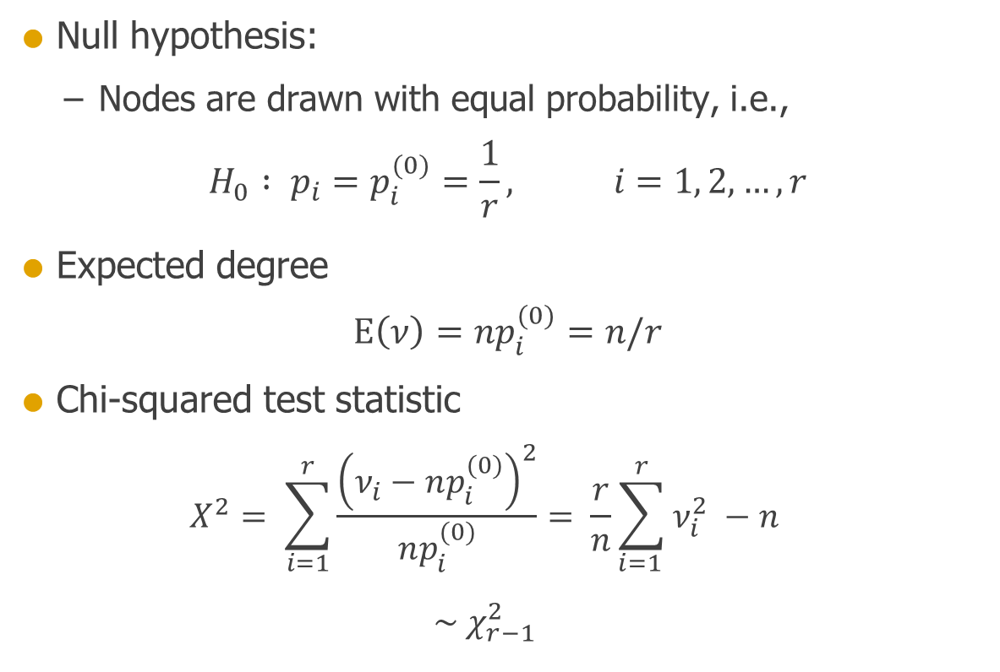 ● Null hypothesis:
– Nodes are drawn with equal probability, i.e.,
$H_0 : p_i = p_i^{(0)} = \frac{1}{r}, \qquad i = 1, 2, \ldots, r$
● Expected degree
$\mathrm{E}(\nu) = np_i^{(0)} = n/r$
● Chi-squared test statistic
$X^2 = \sum_{i=1}^{r} \frac{\left(\nu_i - np_i^{(0)}\right)^2}{np_i^{(0)}} = \frac{r}{n} \sum_{i=1}^{r} \nu_i^2 - n$
$\sim \chi_{r-1}^2$